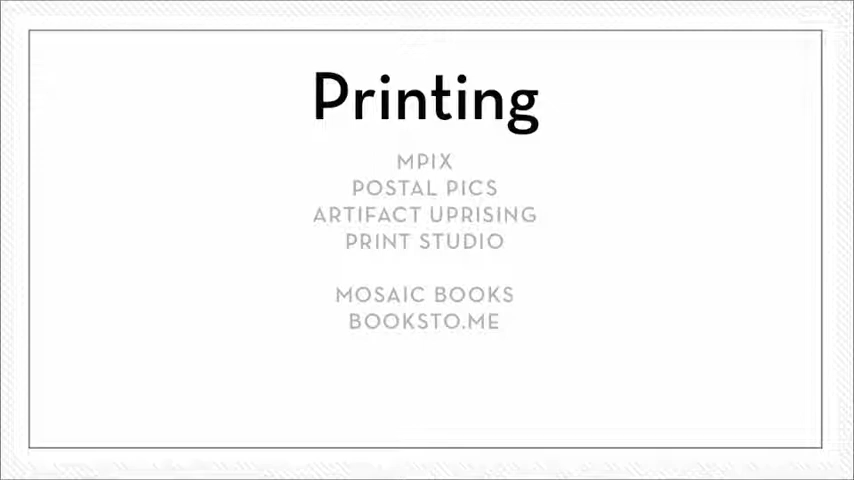 Printing
MPIX
POSTAL PICS
ARTIFACT UPRISING
PRINT STUDIO
MOSAIC BOOKS
BOOKSTO.ME